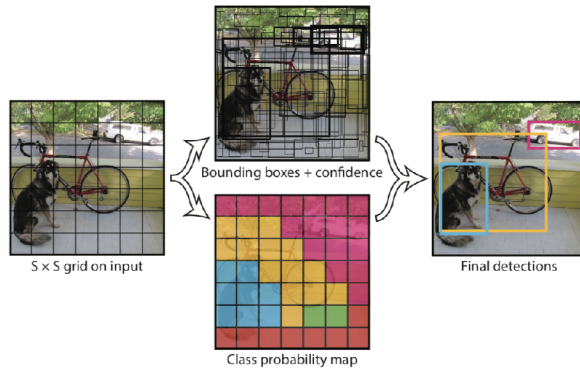 Bounding boxes + confidence
S × S grid on input
Final detections
Class probability map